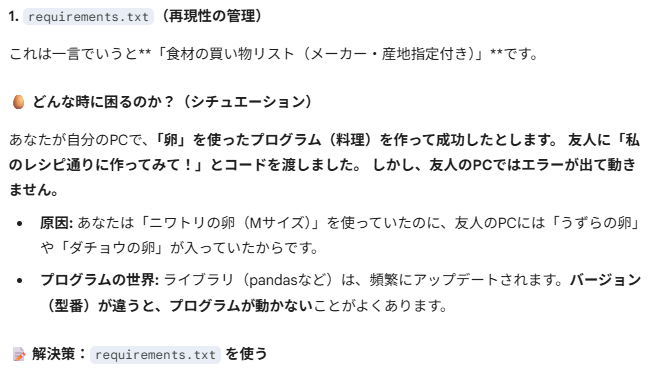 1. requirements.txt（再現性の管理）
これは一言でいうと**「食材の買い物リスト（メーカー・産地指定付き）」**です。
🥚 どんな時に困るのか？（シチュエーション）
あなたが自分のPCで、「卵」を使ったプログラム（料理）を作って成功したとします。 友人に「私
のレシピ通りに作ってみて！」とコードを渡しました。 しかし、友人のPCではエラーが出て動き
ません。
• 原因: あなたは「ニワトリの卵（Mサイズ）」を使っていたのに、友人のPCには「うずらの卵」
や「ダチョウの卵」が入っていたからです。
• プログラムの世界: ライブラリ（pandasなど）は、頻繁にアップデートされます。バージョン
（型番）が違うと、プログラムが動かないことがよくあります。
📝 解決策：requirements.txt を使う